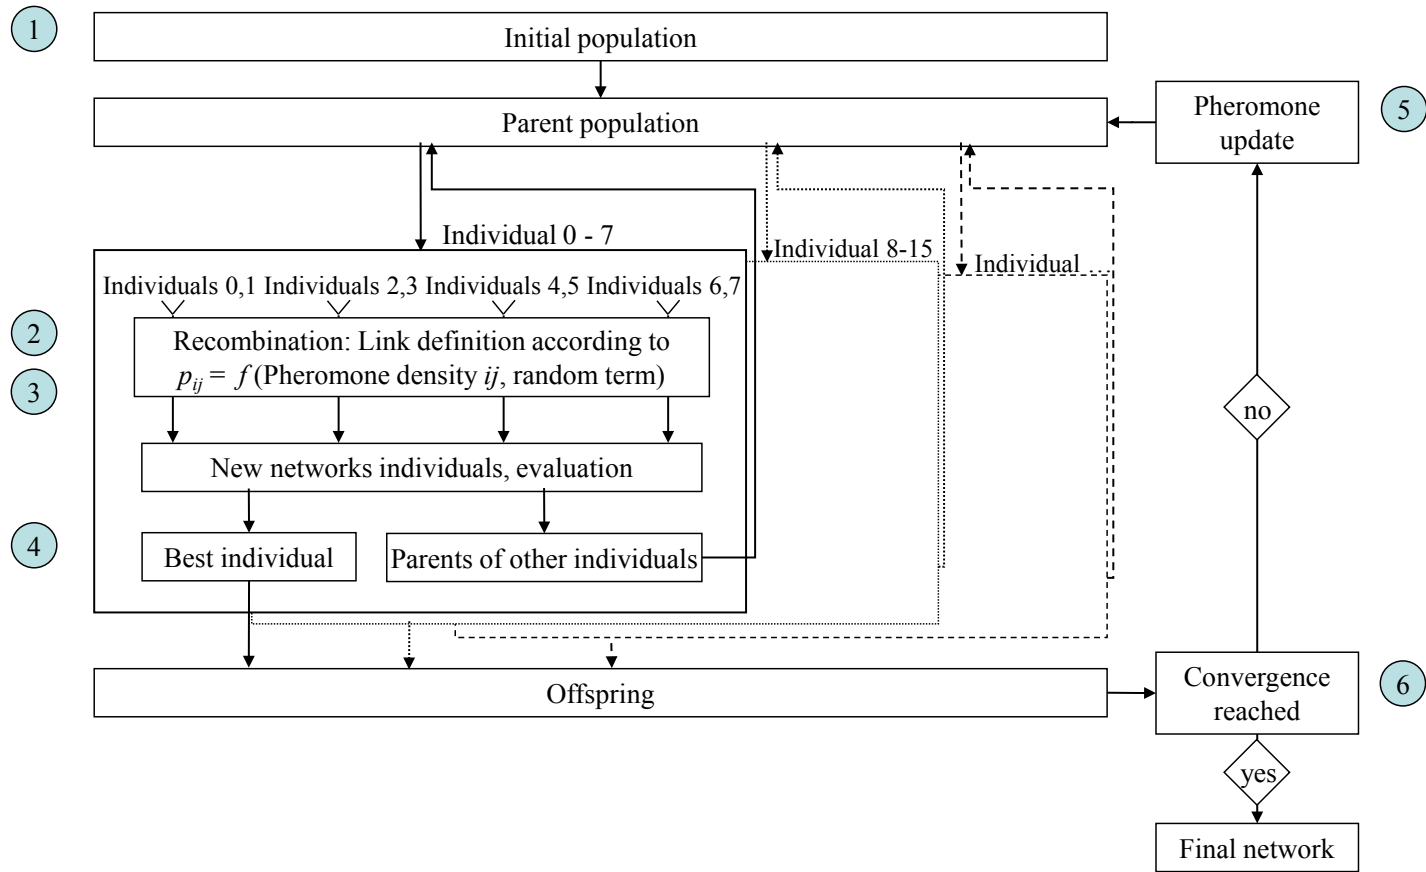 1
Initial population
Parent population
Pheromone
update
5
Individual 0 - 7
Individual 8-15
Individual ...
Individuals 0,1 Individuals 2,3 Individuals 4,5 Individuals 6,7
2
Recombination: Link definition according to
p_ij = f (Pheromone density ij, random term)
3
no
New networks individuals, evaluation
4
Best individual
Parents of other individuals
Offspring
Convergence
reached
6
yes
Final network